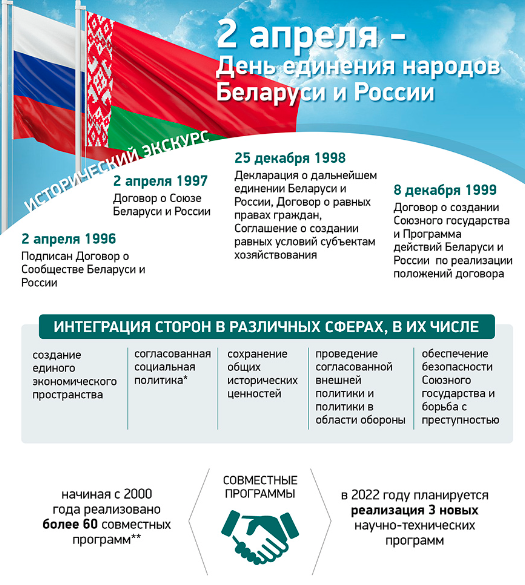 2 апреля -
День единения народов
Беларуси и России
ИСТОРИЧЕСКИЙ ЭКСКУРС
2 апреля 1996
Подписан Договор о
Сообществе Беларуси и
России
2 апреля 1997
Договор о Союзе
Беларуси и России
25 декабря 1998
Декларация о дальнейшем
единении Беларуси и
России, Договор о равных
правах граждан,
Соглашение о создании
равных условий субъектам
хозяйствования
8 декабря 1999
Договор о создании
Союзного государства
и Программа
действий Беларуси и
России по реализации
положений договора
ИНТЕГРАЦИЯ СТОРОН В РАЗЛИЧНЫХ СФЕРАХ, В ИХ ЧИСЛЕ
создание
единого
экономического
пространства
согласованная
социальная
политика*
сохранение
общих
исторических
ценностей
проведение
согласованной
внешней
политики и
политики в
области обороны
обеспечение
безопасности
Союзного
государства и
борьба с
преступностью
начиная с 2000
года реализовано
более 60 совместных
программ**
СОВМЕСТНЫЕ
ПРОГРАММЫ
в 2022 году планируется
реализация 3 новых
научно-технических
программ